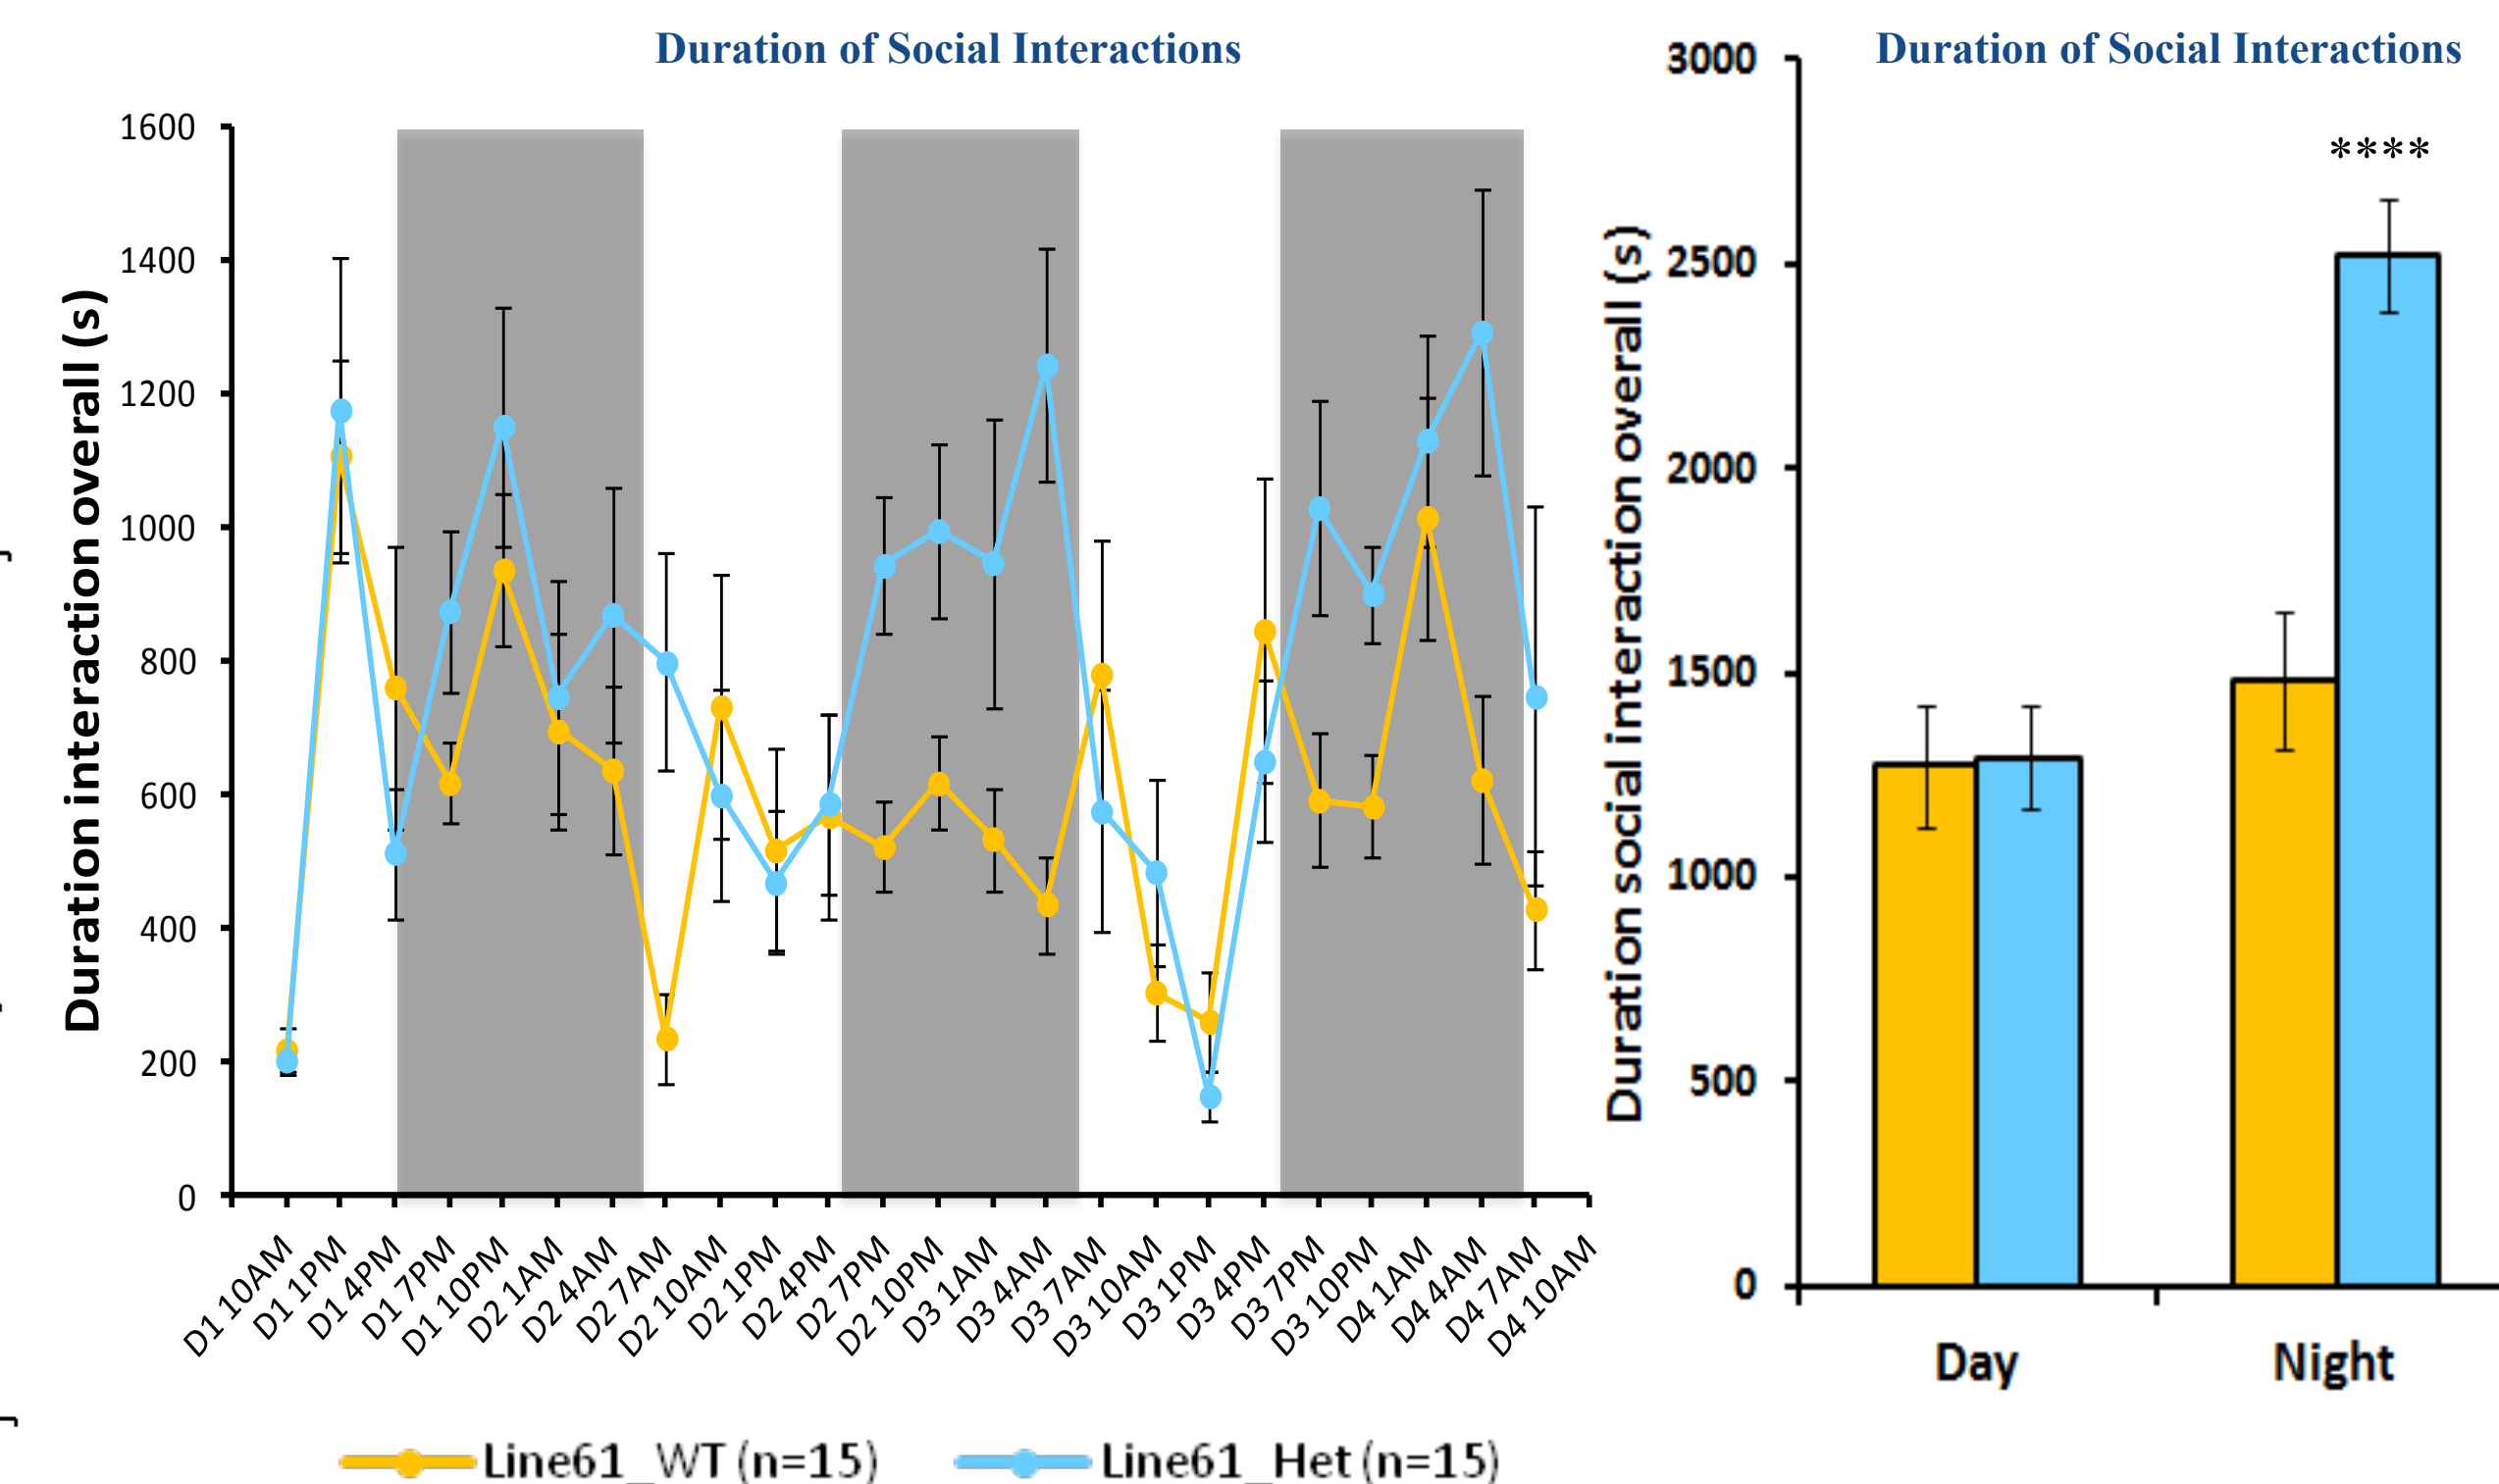 Duration of Social Interactions
Duration interaction overall (s)
1600
1400
1200
1000
800
600
400
200
0
D1 10AM
D1 1PM
D1 4PM
D1 7PM
D1 10PM
D2 1AM
D2 4AM
D2 7AM
D2 10AM
D2 1PM
D2 4PM
D2 7PM
D2 10PM
D3 1AM
D3 4AM
D3 7AM
D3 10AM
D3 1PM
D3 4PM
D3 7PM
D3 10PM
D4 1AM
D4 4AM
D4 7AM
D4 10AM
Duration of Social Interactions
Duration social interaction overall (s)
3000
2500
2000
1500
1000
500
0
****
Day
Night
Line61_WT (n=15)
Line61_Het (n=15)